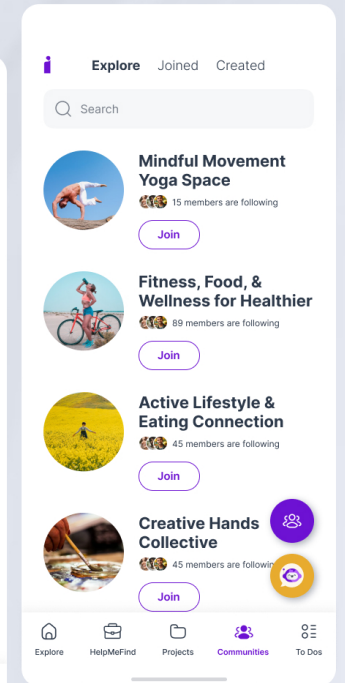 i
Explore Joined Created
Search
Mindful Movement
Yoga Space
15 members are following
Join
Fitness, Food, &
Wellness for Healthier
89 members are following
Join
Active Lifestyle &
Eating Connection
45 members are following
Join
Creative Hands
Collective
45 members are following
Join
Explore HelpMeFind Projects Communities To Dos